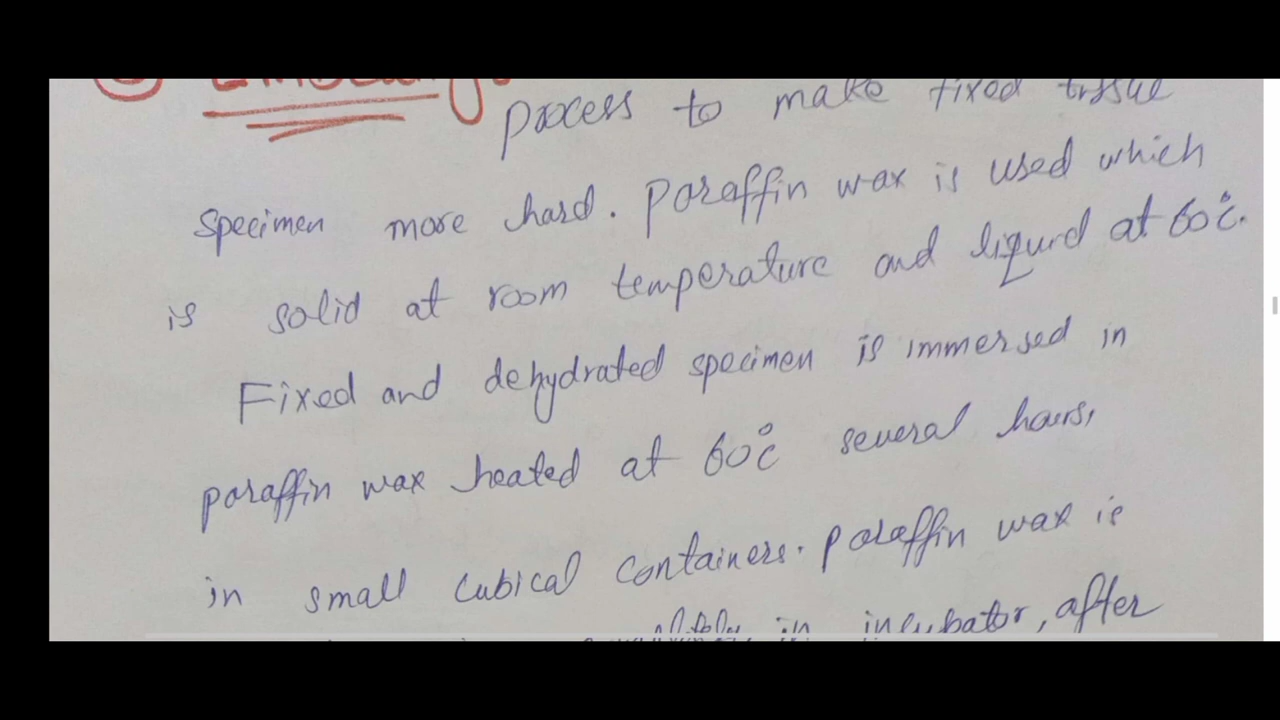 process to make fixed tissue
specimen more hard. Paraffin wax is used which
is solid at room temperature and liquid at 60°c.
Fixed and dehydrated specimen is immersed in
paraffin wax heated at 60°c several hours,
in small cubical containers. Paraffin wax is
in incubator, after